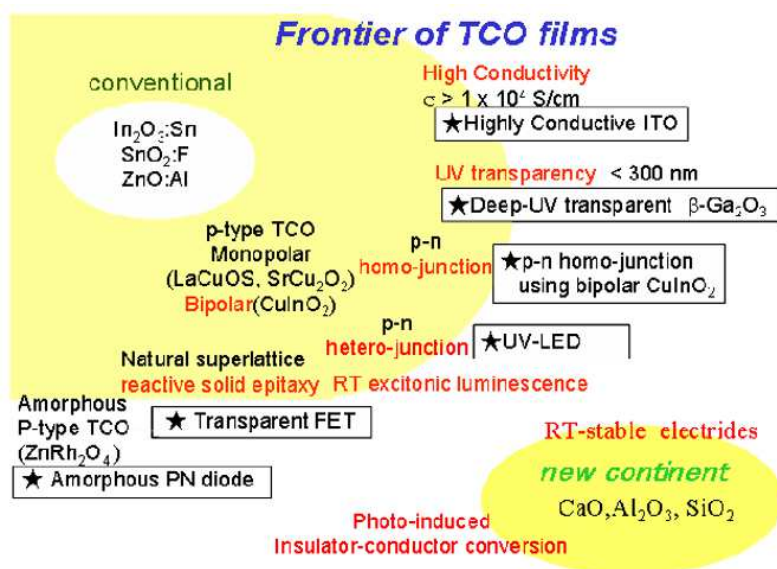 Frontier of TCO films
conventional
In₂O₃:Sn
SnO₂:F
ZnO:Al
High Conductivity
σ > 1 x 10⁴ S/cm
★Highly Conductive ITO
UV transparency < 300 nm
★Deep-UV transparent β-Ga₂O₃
p-type TCO
Monopolar
(LaCuOS, SrCu₂O₂)
Bipolar(CuInO₂)
p-n
homo-junction
★p-n homo-junction
using bipolar CuInO₂
p-n
hetero-junction
★UV-LED
Natural superlattice
reactive solid epitaxy
RT excitonic luminescence
Amorphous
P-type TCO
(ZnRh₂O₄)
★ Transparent FET
★ Amorphous PN diode
RT-stable electrides
new continent
CaO,Al₂O₃, SiO₂
Photo-induced
Insulator-conductor conversion